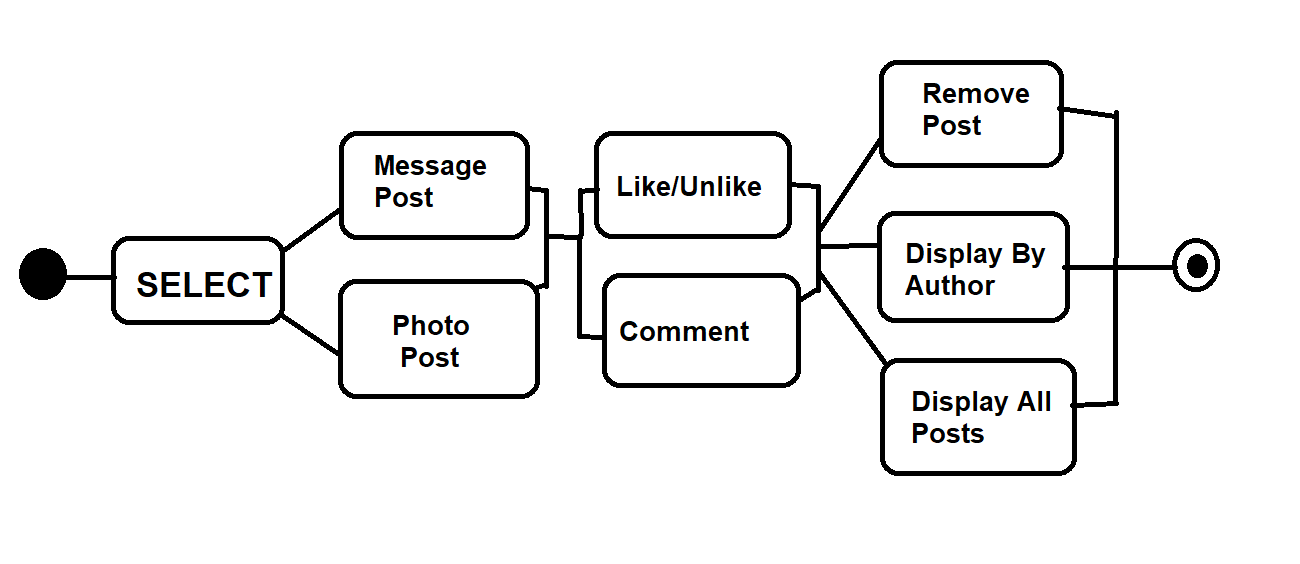 SELECT
Message
Post
Photo
Post
Like/Unlike
Comment
Remove
Post
Display By
Author
Display All
Posts